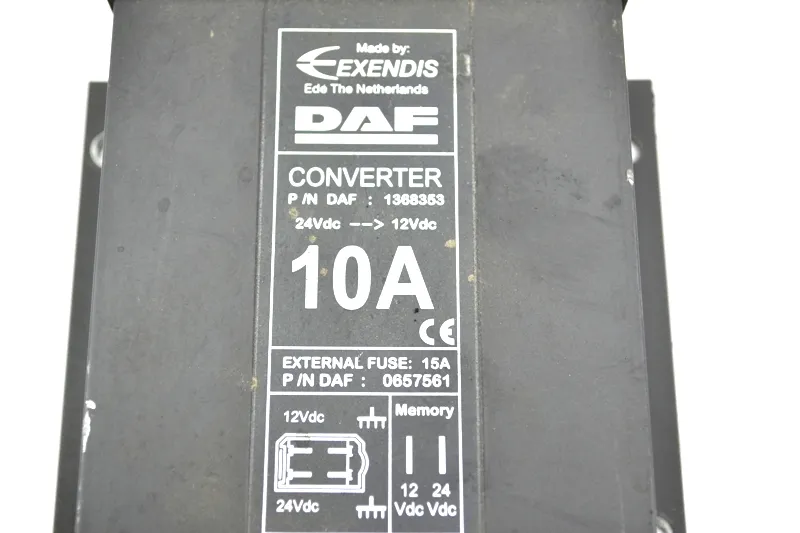 Made by:
EXENDIS
Ede The Netherlands
DAF
CONVERTER
P/N DAF : 1368353
24Vdc --> 12Vdc
10A
CE
EXTERNAL FUSE: 15A
P/N DAF : 0657561
12Vdc
Memory
12 24
24Vdc
Vdc Vdc